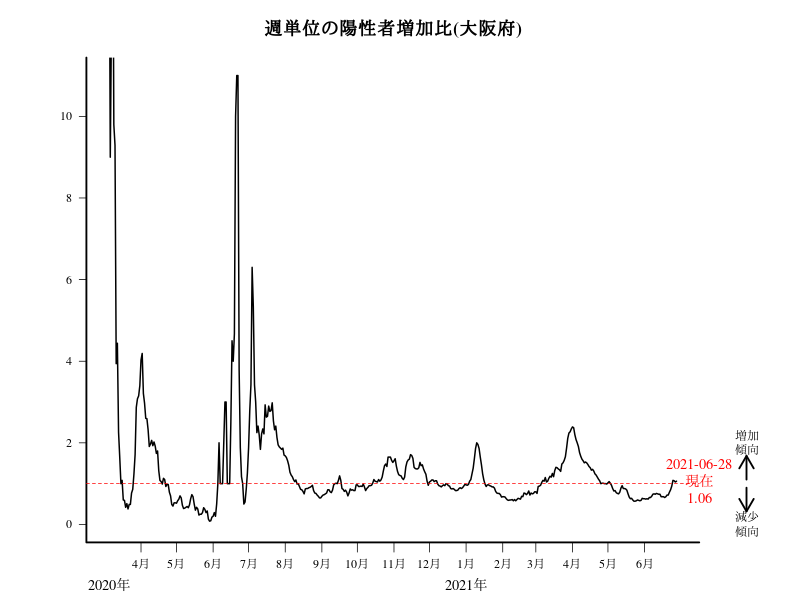 週単位の陽性者増加比(大阪府)
10
8
6
4
2
0
増加
傾向
2021-06-28
現在
1.06
減少
傾向
4月 5月 6月 7月 8月 9月 10月 11月 12月 1月 2月 3月 4月 5月 6月
2020年 2021年